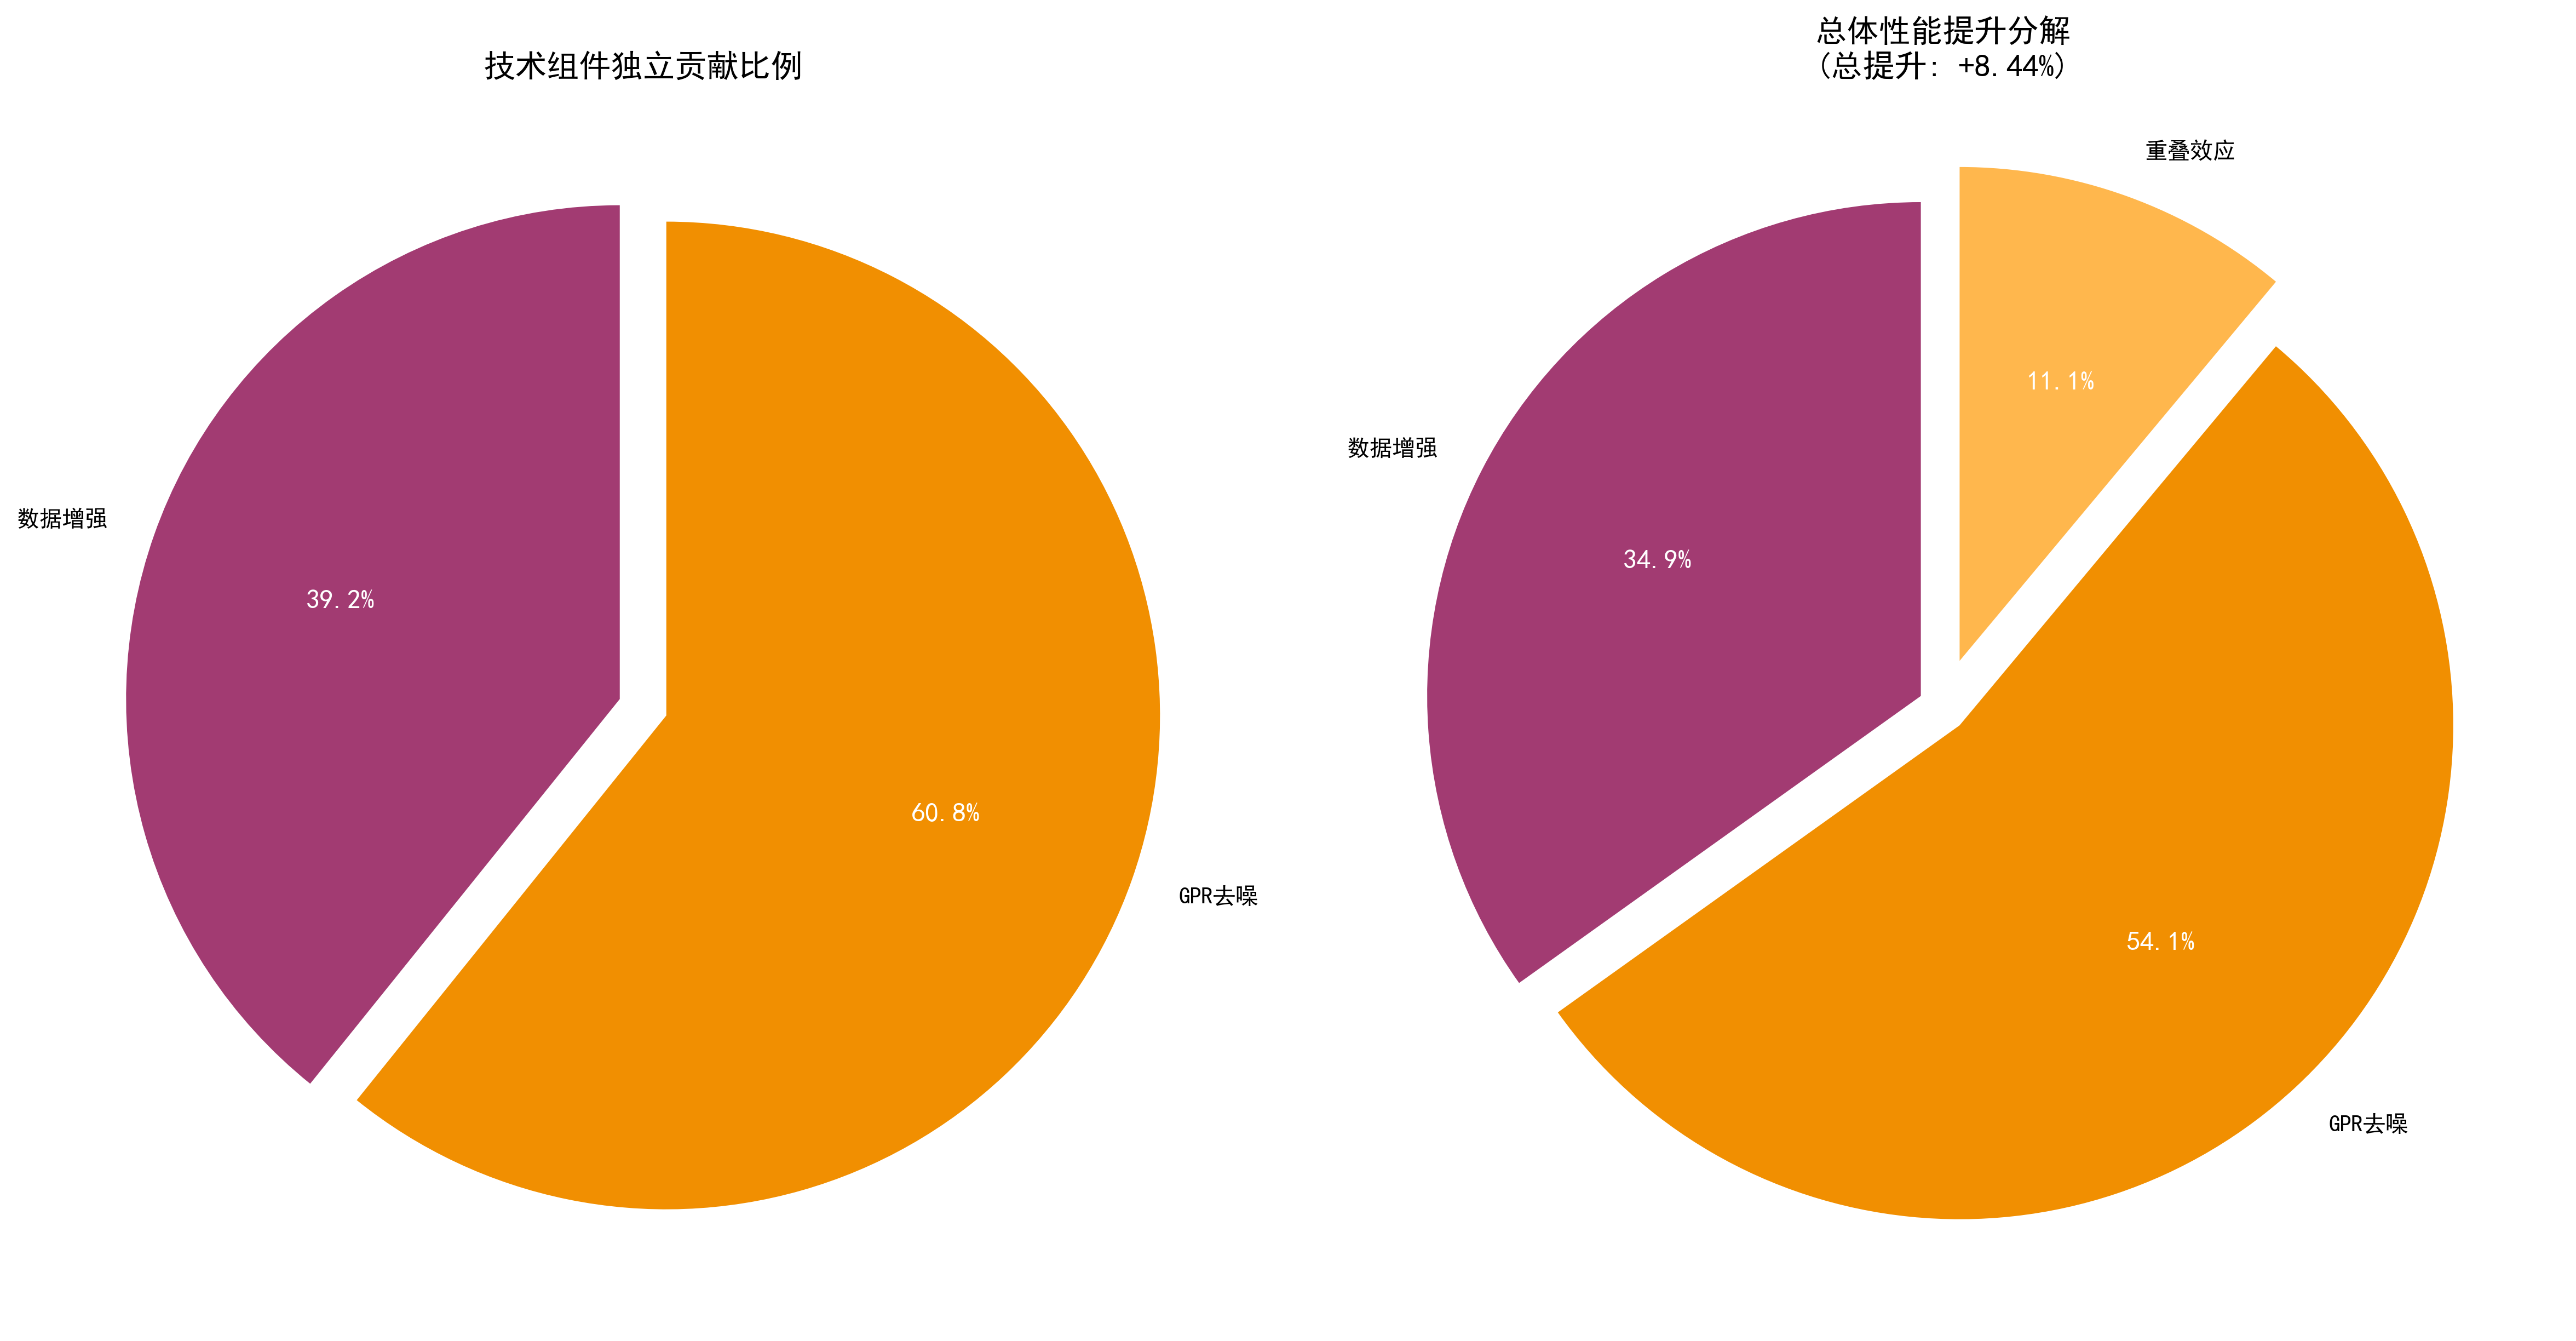 技术组件独立贡献比例
数据增强
39.2%
60.8%
GPR去噪
总体性能提升分解
(总提升: +8.44%)
重叠效应
11.1%
数据增强
34.9%
54.1%
GPR去噪